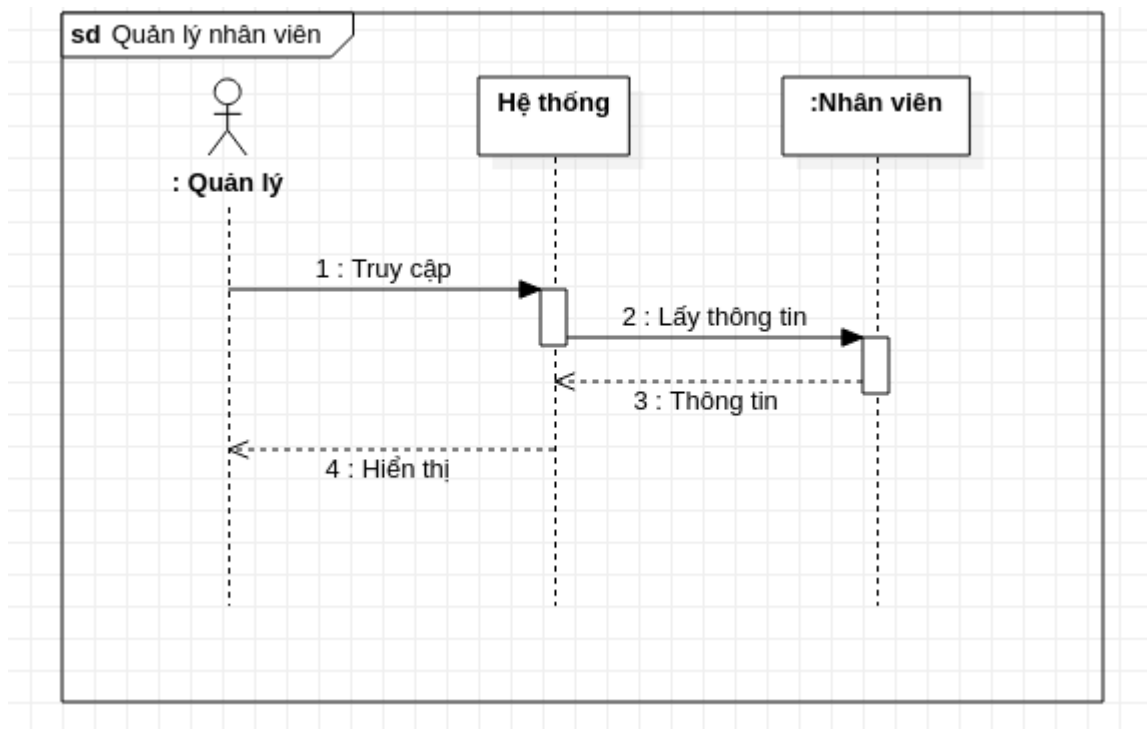 sd Quản lý nhân viên
Hệ thống
:Nhân viên
: Quản lý
1 : Truy cập
2 : Lấy thông tin
3 : Thông tin
4 : Hiển thị